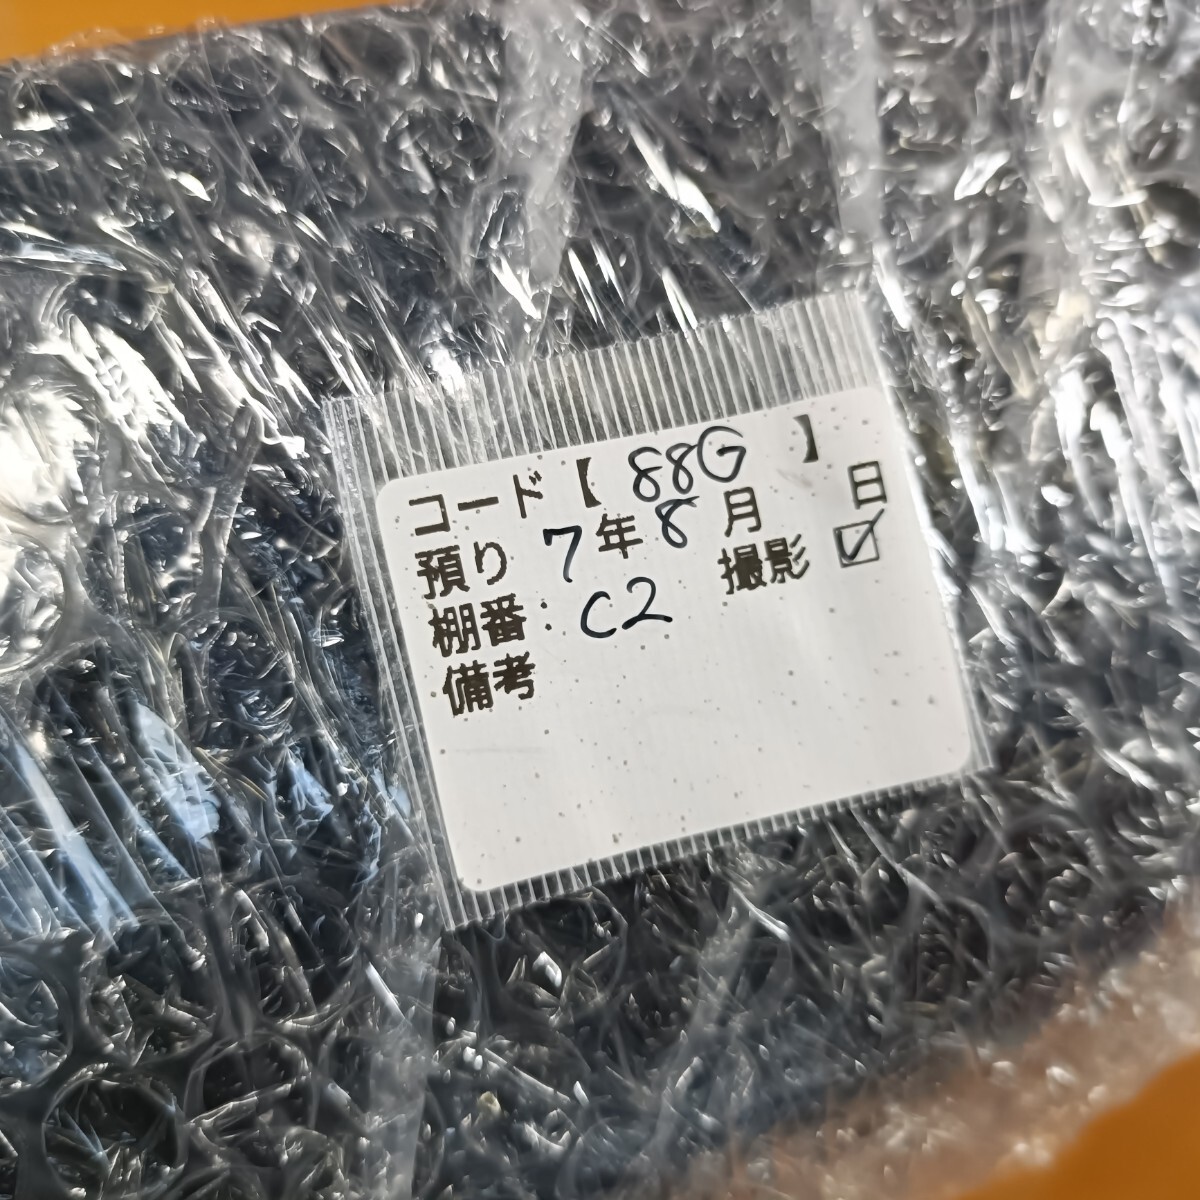 コード【 88G 】
預り 7年 8月 日
棚番: C2 撮影 ☑
備考